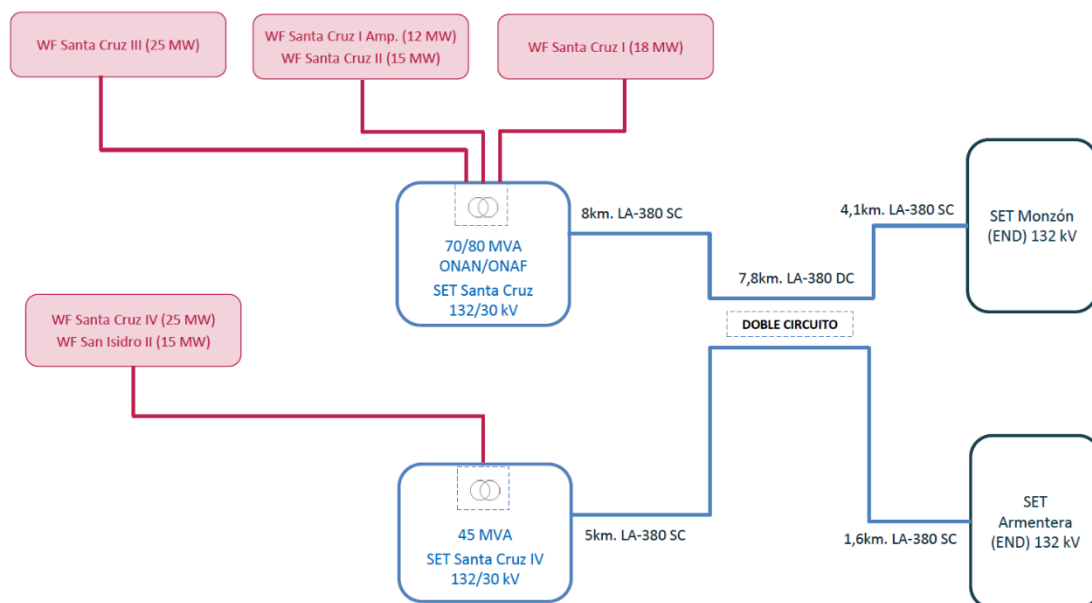 WF Santa Cruz III (25 MW)
WF Santa Cruz I Amp. (12 MW)
WF Santa Cruz II (15 MW)
WF Santa Cruz I (18 MW)
70/80 MVA
ONAN/ONAF
SET Santa Cruz
132/30 kV
8km. LA-380 SC
7,8km. LA-380 DC
4,1km. LA-380 SC
SET Monzón
(END) 132 kV
DOBLE CIRCUITO
WF Santa Cruz IV (25 MW)
WF San Isidro II (15 MW)
45 MVA
SET Santa Cruz IV
132/30 kV
5km. LA-380 SC
1,6km. LA-380 SC
SET
Armentera
(END) 132 kV